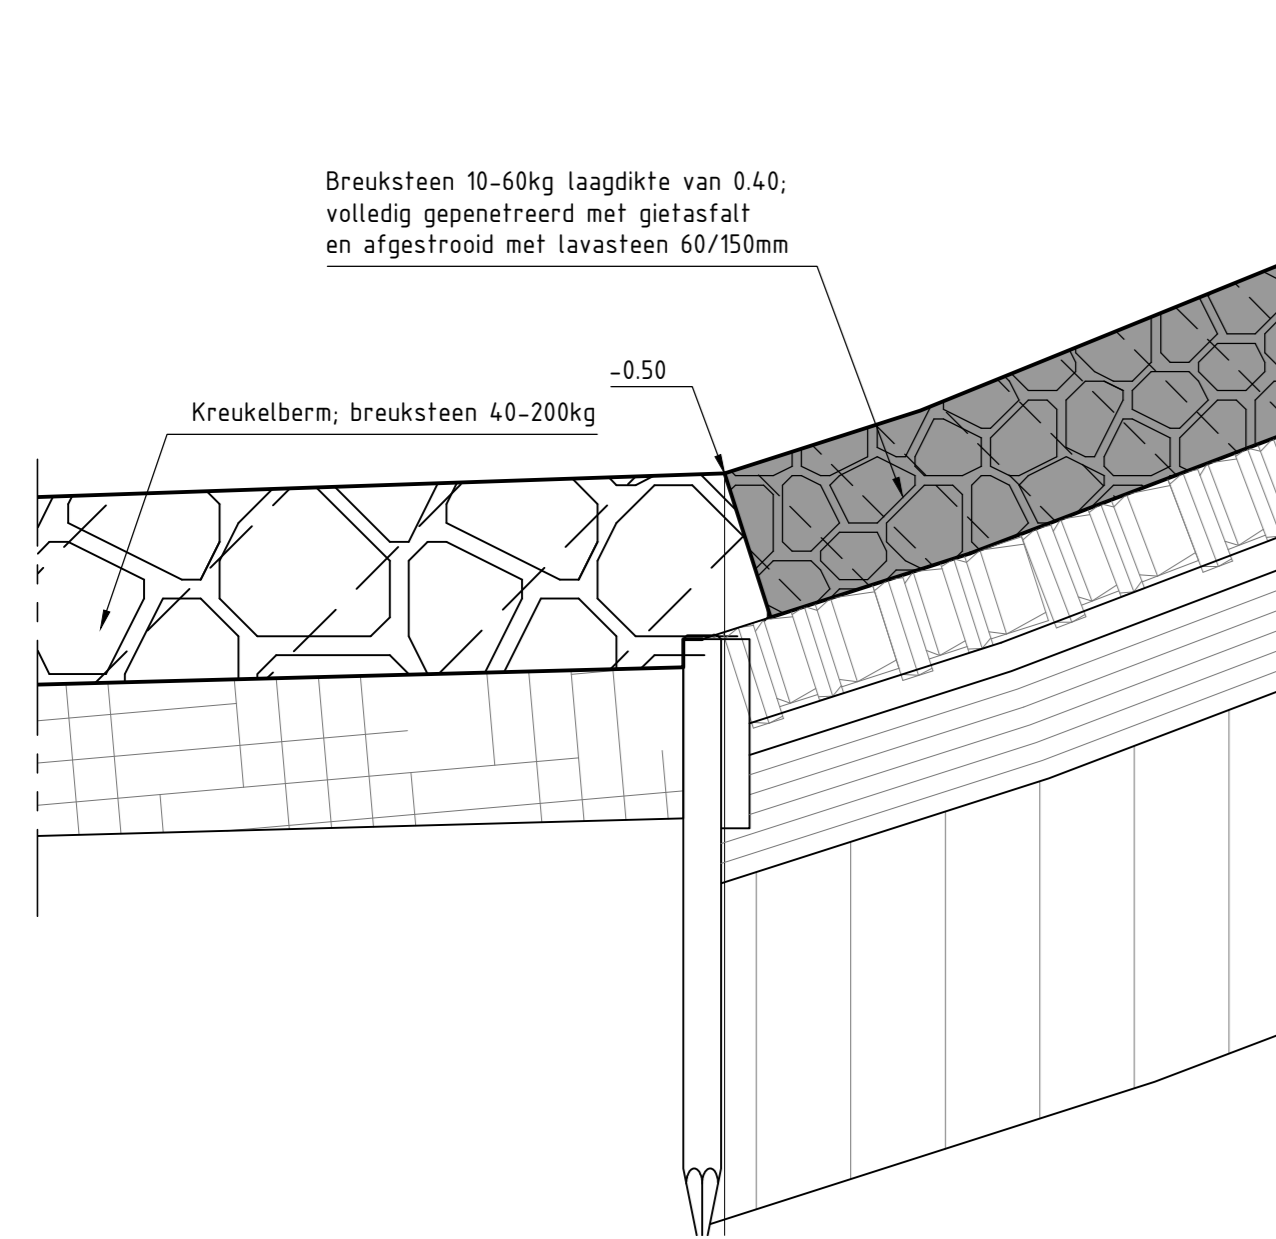 Breuksteen 10-60kg laagdikte van 0.40;
volledig gepenetreerd met gietasfalt
en afgestrooid met lavasteen 60/150mm
-0.50
Kreukelberm; breuksteen 40-200kg